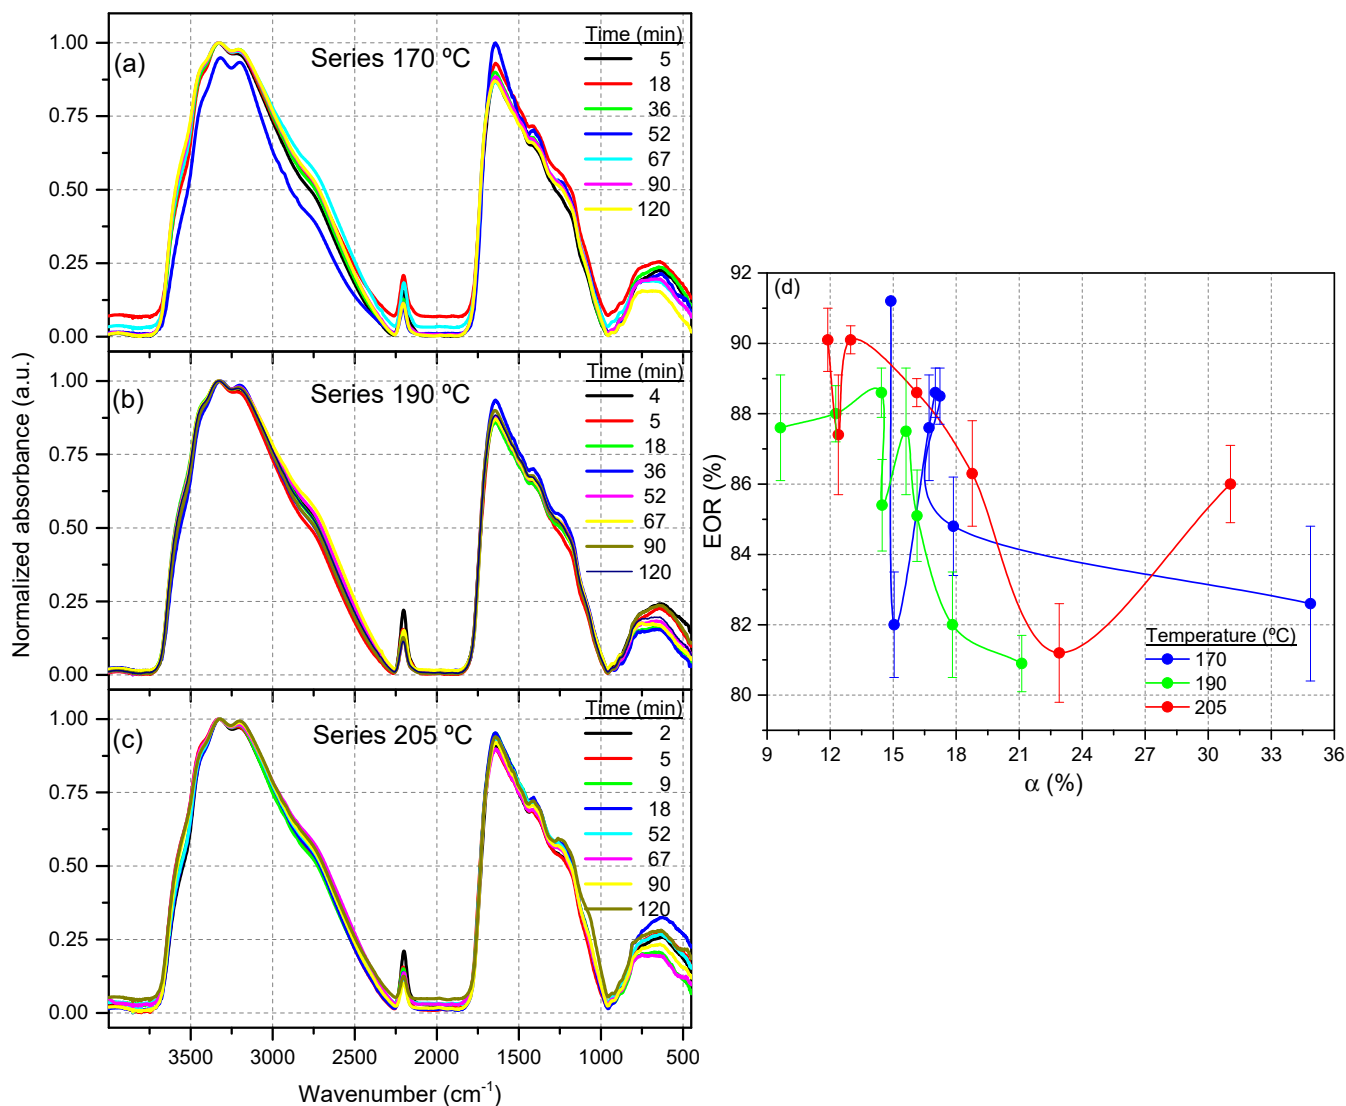 Normalized absorbance (a.u.)
(a)
Series 170 ºC
Time (min)
5
18
36
52
67
90
120
1.00
0.75
0.50
0.25
0.00
(b)
Series 190 ºC
Time (min)
4
5
18
36
52
67
90
120
1.00
0.75
0.50
0.25
0.00
(c)
Series 205 ºC
Time (min)
2
5
9
18
52
67
90
120
1.00
0.75
0.50
0.25
0.00
3500 3000 2500 2000 1500 1000 500
Wavenumber (cm⁻¹)
(d)
EOR (%)
92
90
88
86
84
82
80
Temperature (ºC)
170
190
205
9 12 15 18 21 24 27 30 33 36
α (%)